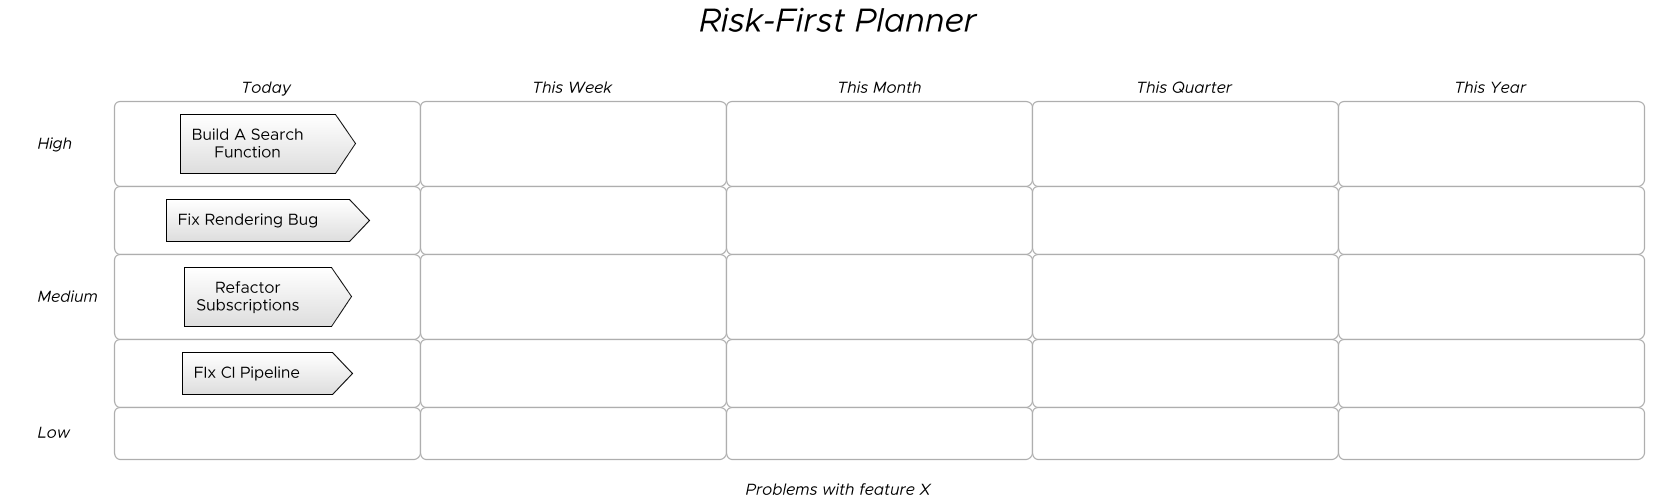 Risk-First Planner
Today
This Week
This Month
This Quarter
This Year
High
Build A Search
Function
Fix Rendering Bug
Medium
Refactor
Subscriptions
FIx CI Pipeline
Low
Problems with feature X